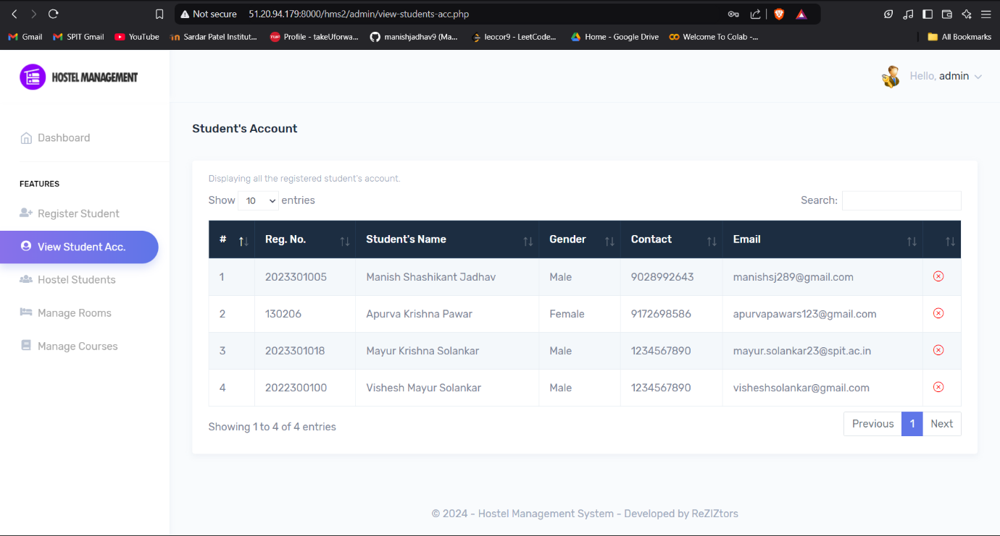 Not secure 51.20.94.179:8000/hms2/admin/view-students-acc.php
Gmail SPIT Gmail YouTube Sardar Patel Institut... Profile - takeUforwa... manishjadhav9 (Ma... leocor9 - LeetCode... Home - Google Drive Welcome To Colab -... All Bookmarks
HOSTEL MANAGEMENT
Hello, admin
Dashboard
FEATURES
Register Student
View Student Acc.
Hostel Students
Manage Rooms
Manage Courses
Student's Account
Displaying all the registered student's account.
Show 10 entries Search:
# Reg. No. Student's Name Gender Contact Email
1 2023301005 Manish Shashikant Jadhav Male 9028992643 manishsj289@gmail.com
2 130206 Apurva Krishna Pawar Female 9172698586 apurvapawars123@gmail.com
3 2023301018 Mayur Krishna Solankar Male 1234567890 mayur.solankar23@spit.ac.in
4 2022300100 Vishesh Mayur Solankar Male 1234567890 visheshsolankar@gmail.com
Showing 1 to 4 of 4 entries Previous 1 Next
© 2024 - Hostel Management System - Developed by ReZIZtors